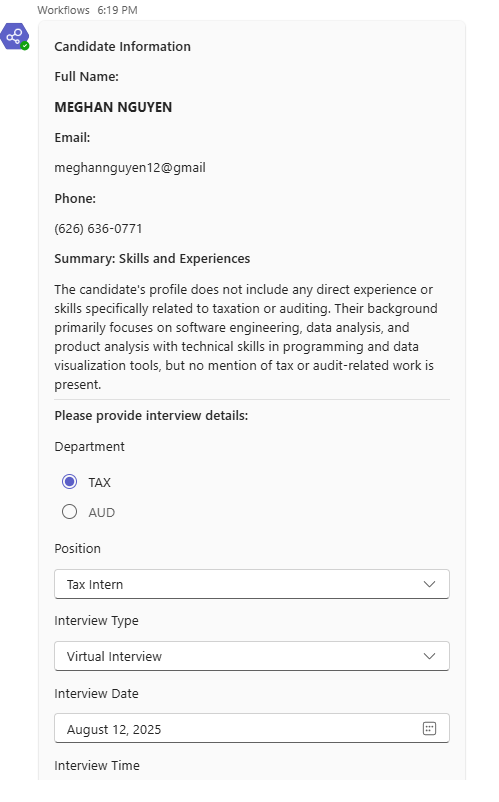 Workflows 6:19 PM
Candidate Information
Full Name:
MEGHAN NGUYEN
Email:
meghannguyen12@gmail
Phone:
(626) 636-0771
Summary: Skills and Experiences
The candidate's profile does not include any direct experience or
skills specifically related to taxation or auditing. Their background
primarily focuses on software engineering, data analysis, and
product analysis with technical skills in programming and data
visualization tools, but no mention of tax or audit-related work is
present.
Please provide interview details:
Department
TAX
AUD
Position
Tax Intern
Interview Type
Virtual Interview
Interview Date
August 12, 2025
Interview Time